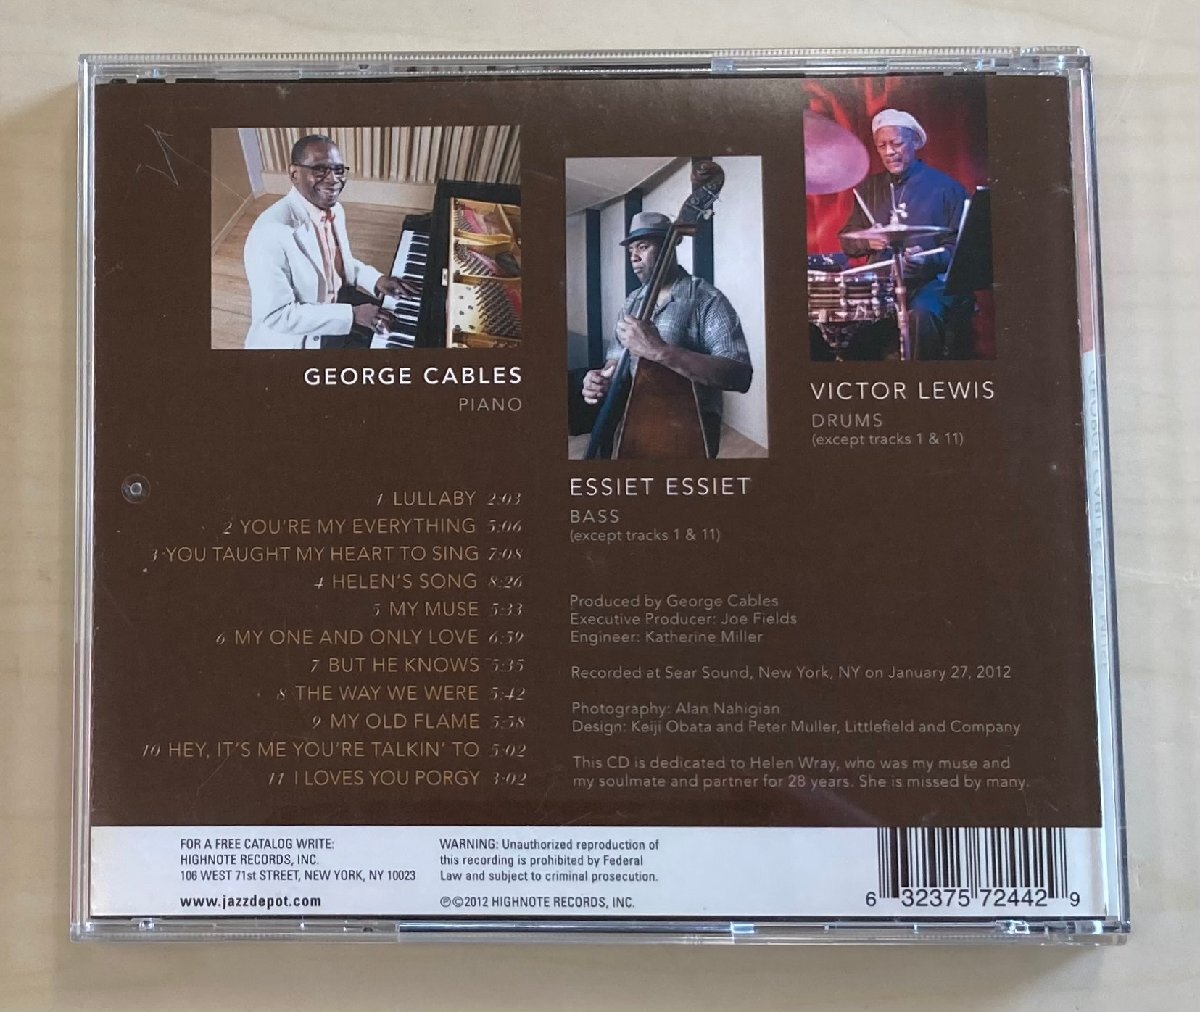 GEORGE CABLES
PIANO
ESSIET ESSIET
BASS
(except tracks 1 & 11)
VICTOR LEWIS
DRUMS
(except tracks 1 & 11)
1 LULLABY 2:03
2 YOU'RE MY EVERYTHING 5:06
3 YOU TAUGHT MY HEART TO SING 7:08
4 HELEN'S SONG 8:26
5 MY MUSE 5:33
6 MY ONE AND ONLY LOVE 6:59
7 BUT HE KNOWS 5:35
8 THE WAY WE WERE 5:42
9 MY OLD FLAME 5:58
10 HEY, IT'S ME YOU'RE TALKIN' TO 5:02
11 I LOVES YOU PORGY 3:02
Produced by George Cables
Executive Producer: Joe Fields
Engineer: Katherine Miller
Recorded at Sear Sound, New York, NY on January 27, 2012
Photography: Alan Nahigian
Design: Keiji Obata and Peter Muller, Littlefield and Company
This CD is dedicated to Helen Wray, who was my muse and
my soulmate and partner for 28 years. She is missed by many.
FOR A FREE CATALOG WRITE:
HIGHNOTE RECORDS, INC.
106 WEST 71st STREET, NEW YORK, NY 10023
www.jazzdepot.com
WARNING: Unauthorized reproduction of
this recording is prohibited by Federal
Law and subject to criminal prosecution.
℗©2012 HIGHNOTE RECORDS, INC.
6 32375 72442 9